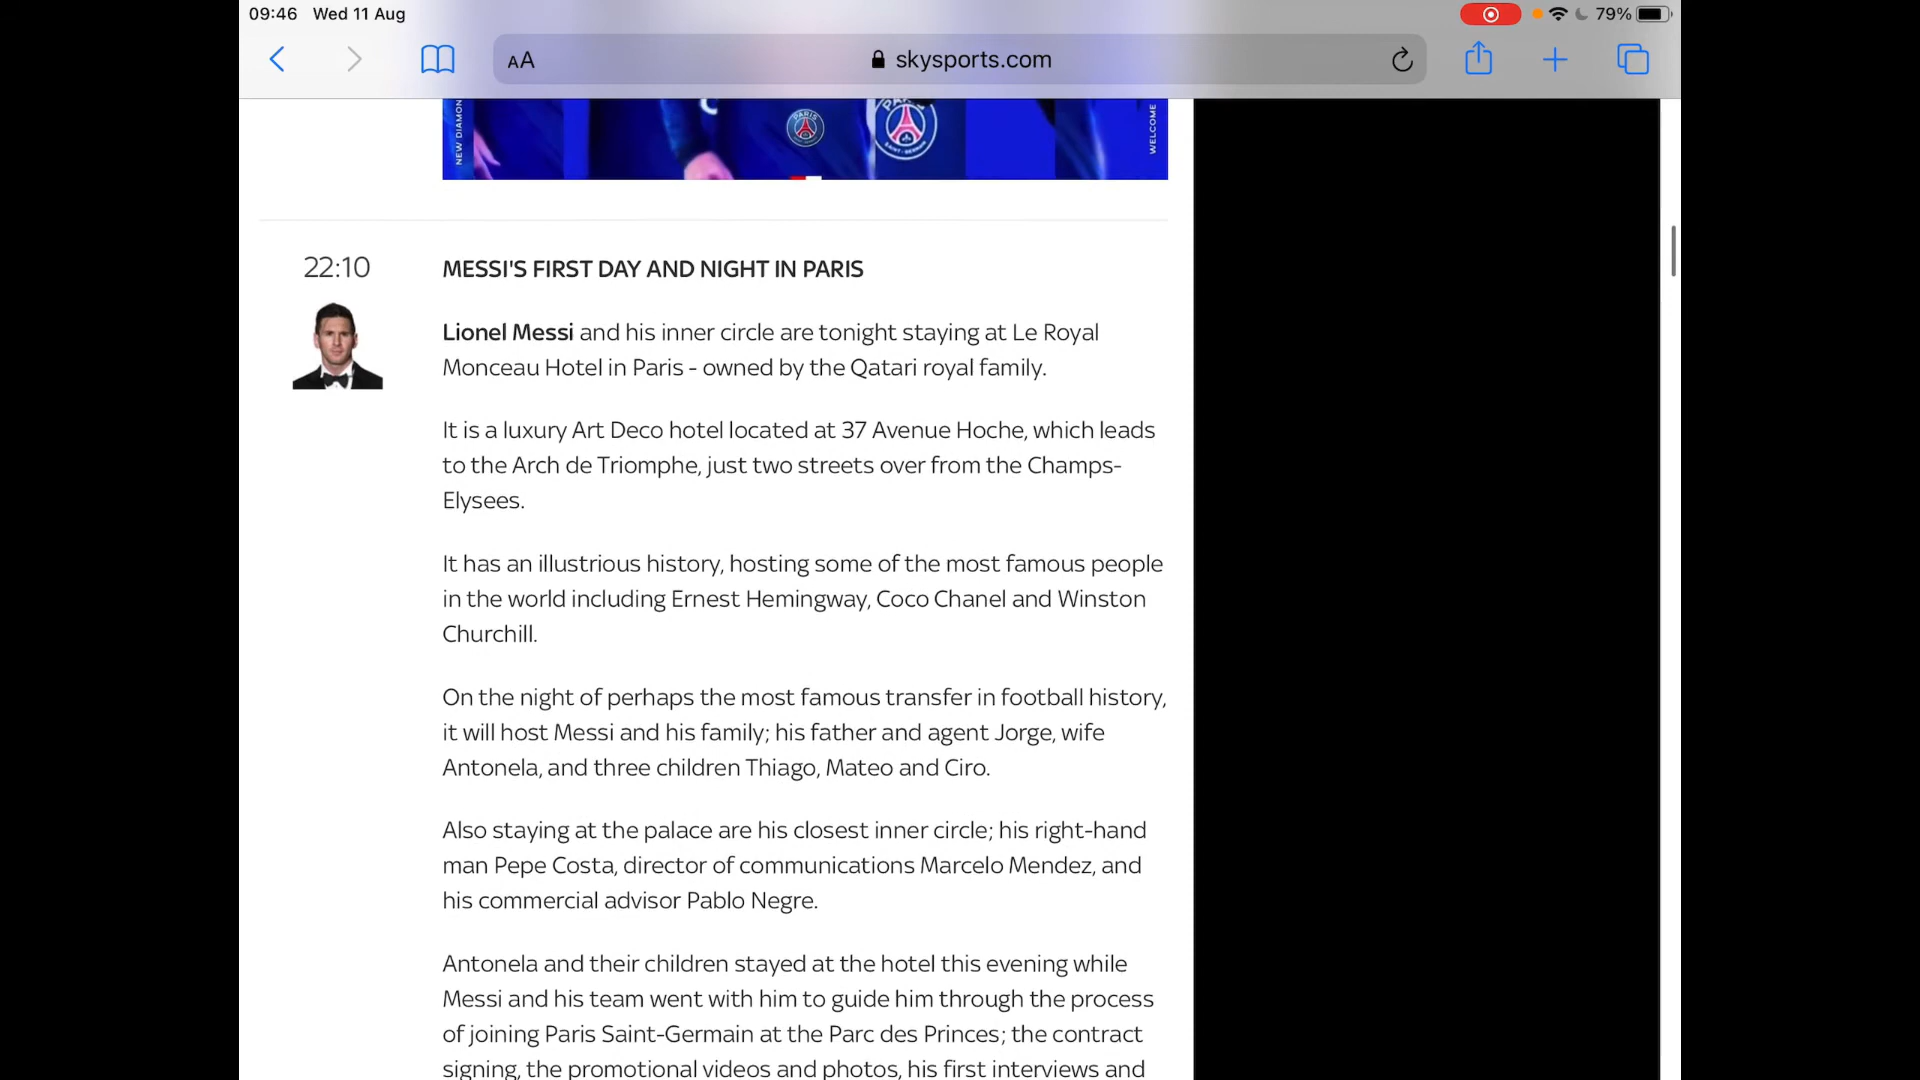 09:46 Wed 11 Aug
79%
AA
skysports.com
NEW DIAMON
PARIS
SAINT-GERMAIN
WELCOME
22:10
MESSI'S FIRST DAY AND NIGHT IN PARIS
Lionel Messi and his inner circle are tonight staying at Le Royal
Monceau Hotel in Paris - owned by the Qatari royal family.
It is a luxury Art Deco hotel located at 37 Avenue Hoche, which leads
to the Arch de Triomphe, just two streets over from the Champs-
Elysees.
It has an illustrious history, hosting some of the most famous people
in the world including Ernest Hemingway, Coco Chanel and Winston
Churchill.
On the night of perhaps the most famous transfer in football history,
it will host Messi and his family; his father and agent Jorge, wife
Antonela, and three children Thiago, Mateo and Ciro.
Also staying at the palace are his closest inner circle; his right-hand
man Pepe Costa, director of communications Marcelo Mendez, and
his commercial advisor Pablo Negre.
Antonela and their children stayed at the hotel this evening while
Messi and his team went with him to guide him through the process
of joining Paris Saint-Germain at the Parc des Princes; the contract
signing, the promotional videos and photos, his first interviews and